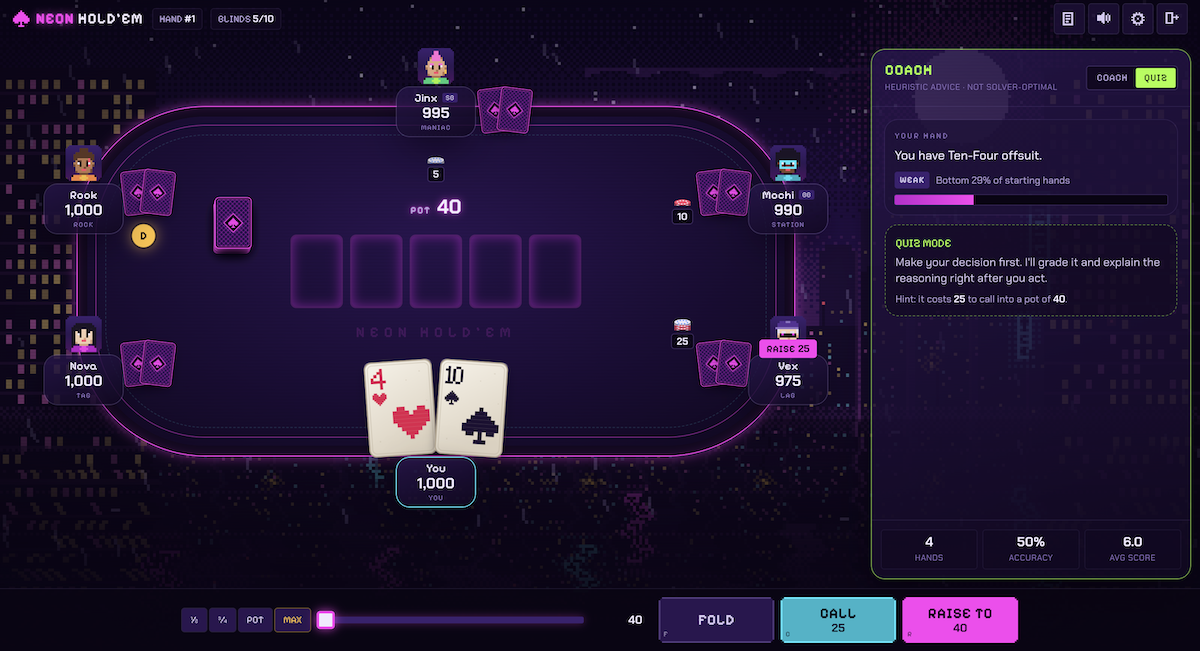 NEON HOLD'EM
HAND #1
BLINDS 5/10
Jinx SB
995
MANIAC
5
Rook
1,000
ROCK
D
Mochi BB
990
STATION
10
POT 40
NEON HOLD'EM
Nova
1,000
TAG
25
RAISE 25
Vex
975
LAG
4
10
You
1,000
YOU
COACH
HEURISTIC ADVICE · NOT SOLVER-OPTIMAL
COACH
QUIZ
YOUR HAND
You have Ten-Four offsuit.
WEAK Bottom 29% of starting hands
QUIZ MODE
Make your decision first. I'll grade it and explain the
reasoning right after you act.
Hint: it costs 25 to call into a pot of 40.
4
HANDS
50%
ACCURACY
6.0
AVG SCORE
½
POT
MAX
40
FOLD
F
CALL
25
C
RAISE TO
40
R